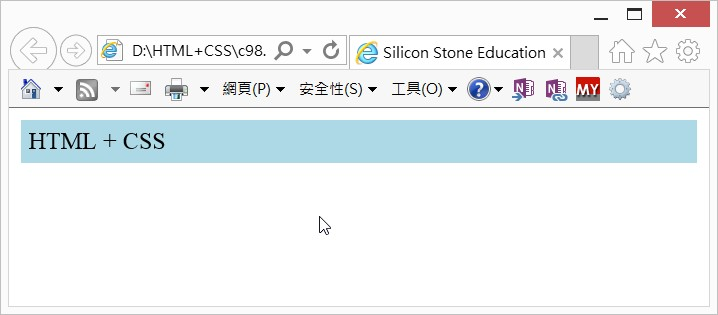 D:\HTML+CSS\c98.
Silicon Stone Education
網頁(P) 安全性(S) 工具(O) ? N N MY
HTML + CSS